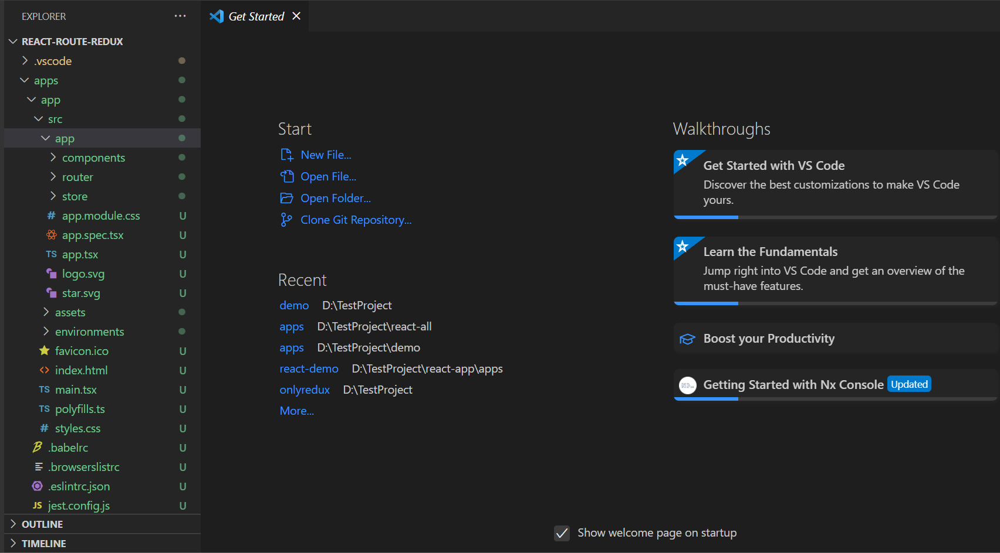 EXPLORER
REACT-ROUTE-REDUX
.vscode
apps
app
src
app
components
router
store
# app.module.css U
app.spec.tsx U
TS app.tsx U
logo.svg U
star.svg U
assets
environments
favicon.ico U
<> index.html U
TS main.tsx U
TS polyfills.ts U
# styles.css U
.babelrc U
.browserslistrc U
.eslintrc.json U
JS jest.config.js U
OUTLINE
TIMELINE
Get Started
Start
New File...
Open File...
Open Folder...
Clone Git Repository...
Recent
demo D:\TestProject
apps D:\TestProject\react-all
apps D:\TestProject\demo
react-demo D:\TestProject\react-app\apps
onlyredux D:\TestProject
More...
Walkthroughs
Get Started with VS Code
Discover the best customizations to make VS Code
yours.
Learn the Fundamentals
Jump right into VS Code and get an overview of the
must-have features.
Boost your Productivity
Getting Started with Nx Console Updated
Show welcome page on startup